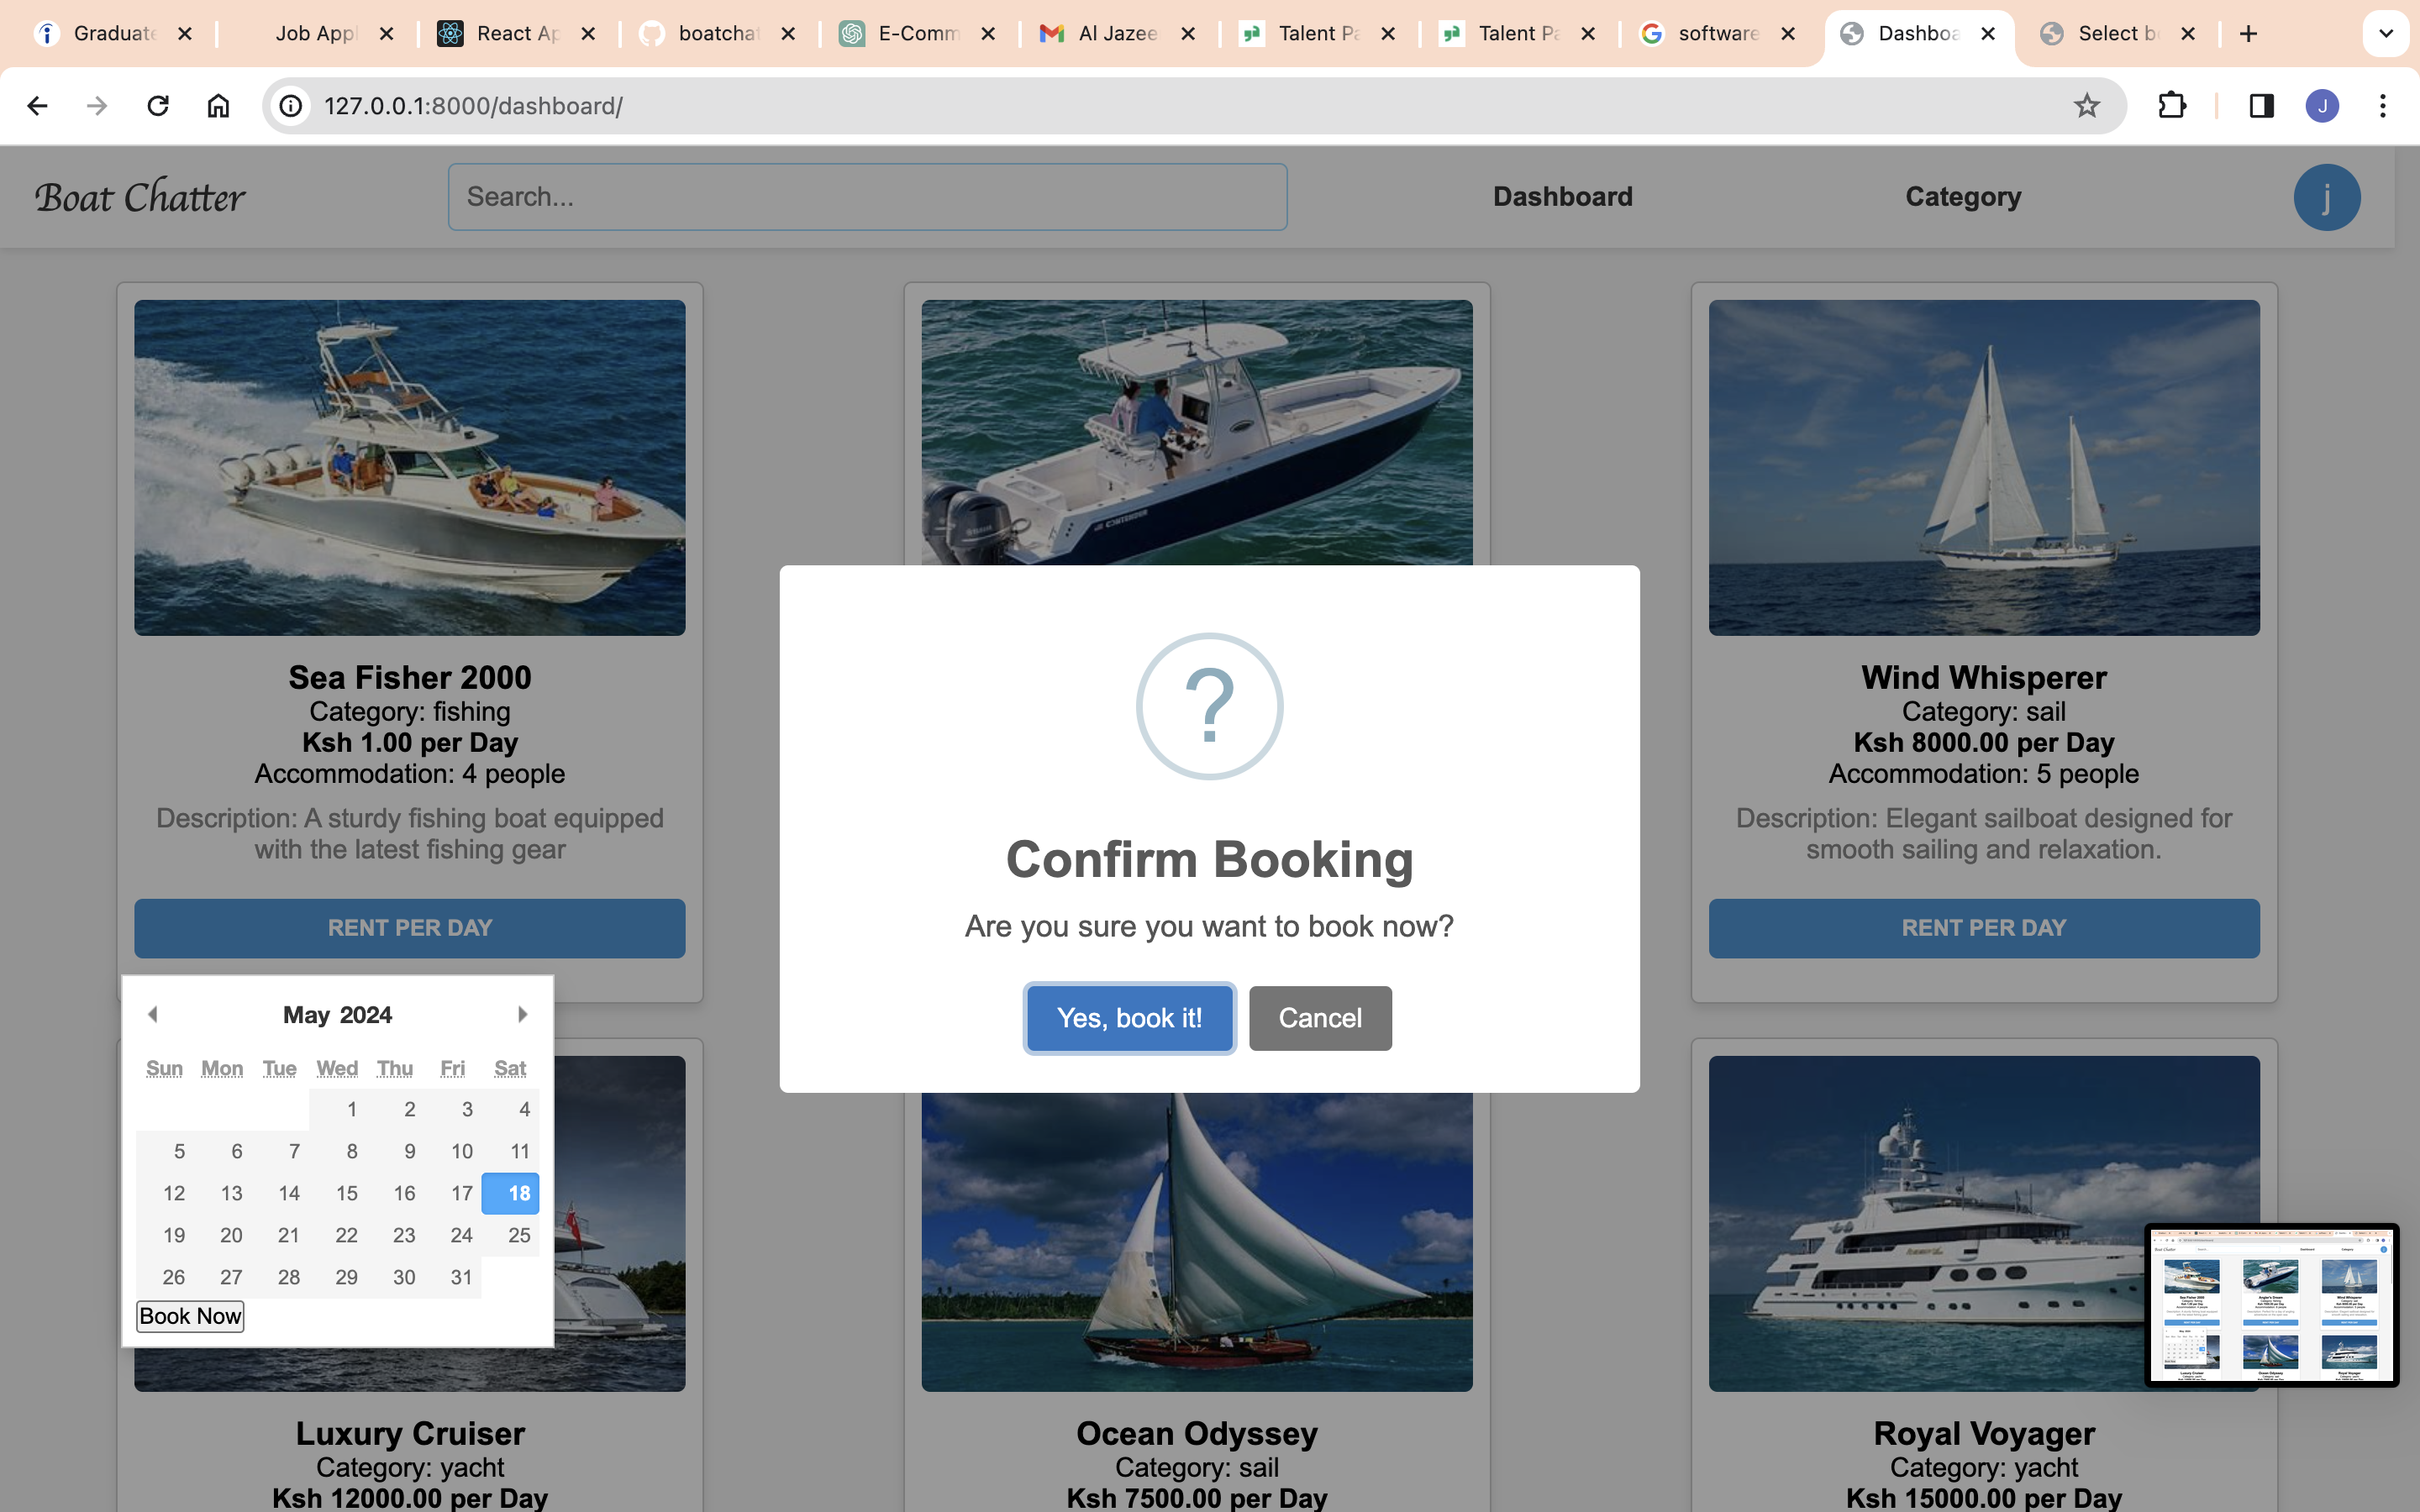 Graduate
Job Appl
React Ap
boatchat
E-Comm
Al Jazee
Talent Pa
Talent Pa
software
Dashboa
Select b
127.0.0.1:8000/dashboard/
J
Boat Chatter
Search...
Dashboard
Category
j
CONTENDER
Sea Fisher 2000
Category: fishing
Ksh 1.00 per Day
Accommodation: 4 people
Description: A sturdy fishing boat equipped
with the latest fishing gear
RENT PER DAY
Wind Whisperer
Category: sail
Ksh 8000.00 per Day
Accommodation: 5 people
Description: Elegant sailboat designed for
smooth sailing and relaxation.
RENT PER DAY
?
Confirm Booking
Are you sure you want to book now?
Yes, book it!
Cancel
May 2024
Sun Mon Tue Wed Thu Fri Sat
1 2 3 4
5 6 7 8 9 10 11
12 13 14 15 16 17 18
19 20 21 22 23 24 25
26 27 28 29 30 31
Book Now
Luxury Cruiser
Category: yacht
Ksh 12000.00 per Day
Ocean Odyssey
Category: sail
Ksh 7500.00 per Day
Royal Voyager
Category: yacht
Ksh 15000.00 per Day